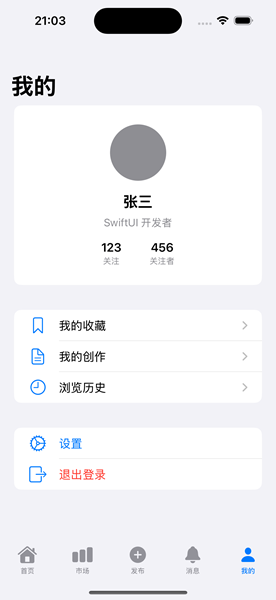 21:03
我的
张三
SwiftUI 开发者
123 456
关注 关注者
我的收藏
我的创作
浏览历史
设置
退出登录
首页 市场 发布 消息 我的